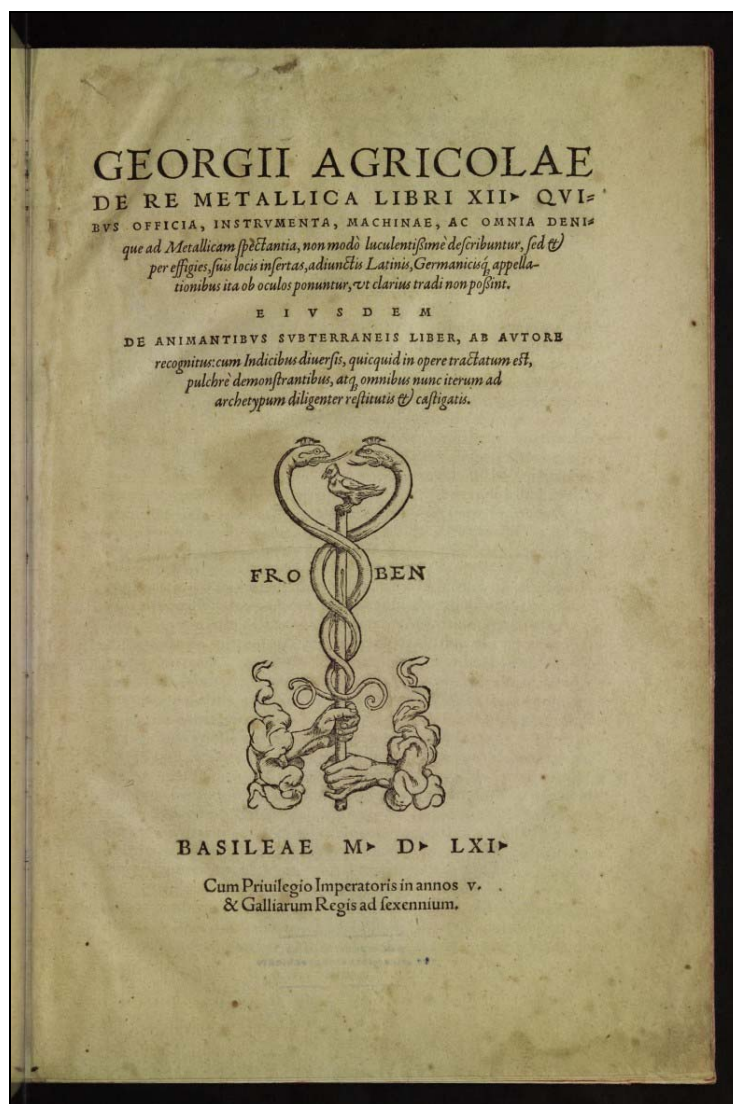 GEORGII AGRICOLAE
DE RE METALLICA LIBRI XII▸ QVI=
BVS OFFICIA, INSTRVMENTA, MACHINAE, AC OMNIA DENI=
que ad Metallicam ſpectantia, non modò luculentiſsimè deſcribuntur, ſed &
per effigies, ſuis locis inſertas, adiunctis Latinis, Germanicisq́; appella-
tionibus ita ob oculos ponuntur, vt clarius tradi non poſsint.
EIVSDEM
DE ANIMANTIBVS SVBTERRANEIS LIBER, AB AVTORE
recognitus: cum Indicibus diuerſis, quicquid in opere tractatum eſt,
pulchrè demonſtrantibus, atq; omnibus nunc iterum ad
archetypum diligenter reſtitutis & caſtigatis.
FRO BEN
BASILEAE M▸ D▸ LXI▸
Cum Priuilegio Imperatoris in annos v.
& Galliarum Regis ad ſexennium.